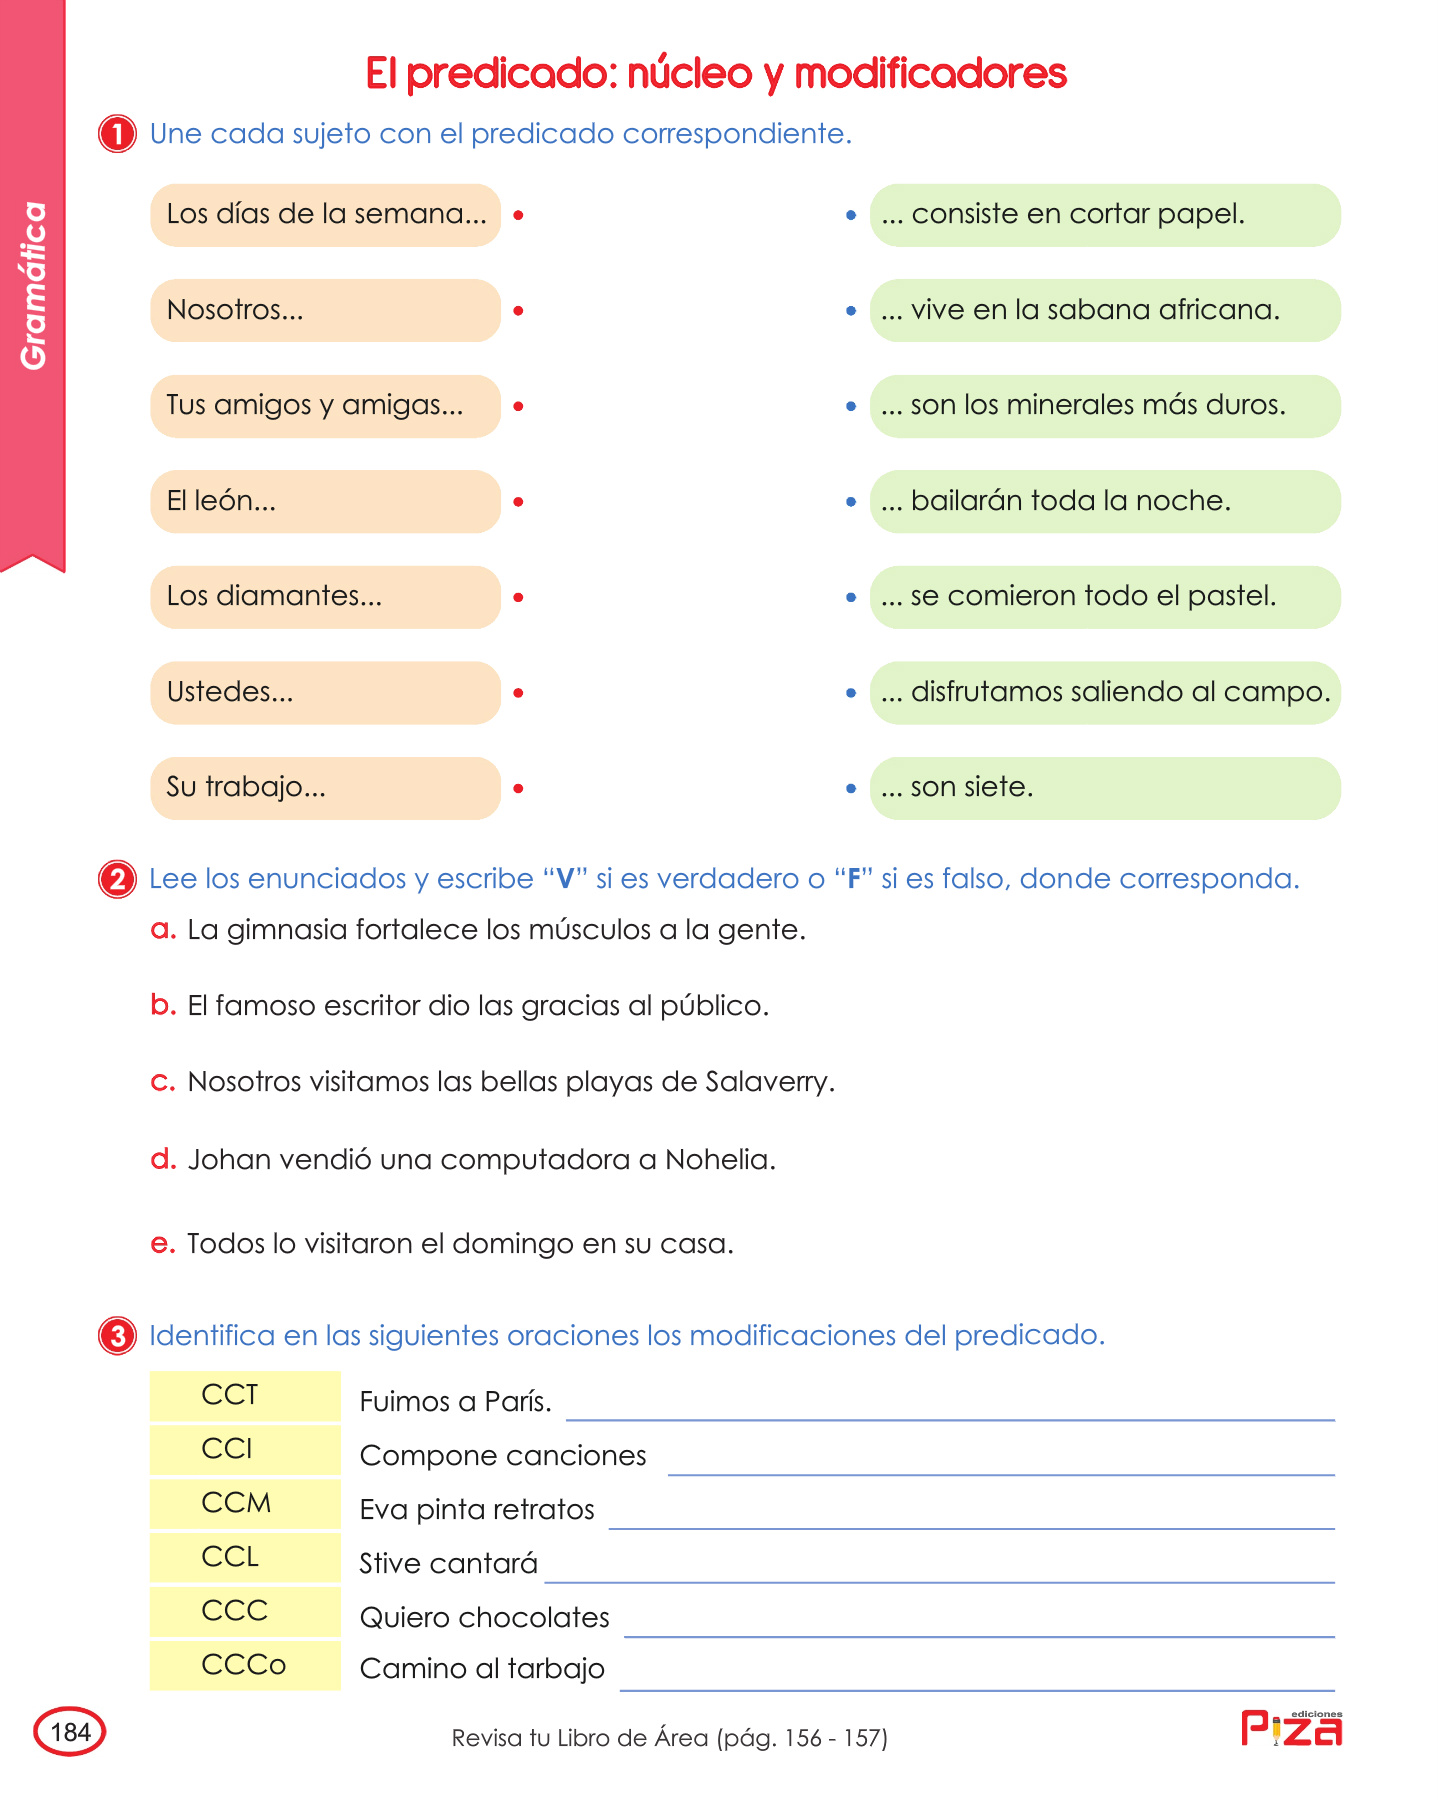 Gramática
El predicado: núcleo y modificadores
1 Une cada sujeto con el predicado correspondiente.
Los días de la semana... • • ... consiste en cortar papel.
Nosotros... • • ... vive en la sabana africana.
Tus amigos y amigas... • • ... son los minerales más duros.
El león... • • ... bailarán toda la noche.
Los diamantes... • • ... se comieron todo el pastel.
Ustedes... • • ... disfrutamos saliendo al campo.
Su trabajo... • • ... son siete.
2 Lee los enunciados y escribe “V” si es verdadero o “F” si es falso, donde corresponda.
a. La gimnasia fortalece los músculos a la gente.
b. El famoso escritor dio las gracias al público.
c. Nosotros visitamos las bellas playas de Salaverry.
d. Johan vendió una computadora a Nohelia.
e. Todos lo visitaron el domingo en su casa.
3 Identifica en las siguientes oraciones los modificaciones del predicado.
CCT Fuimos a París.
CCI Compone canciones
CCM Eva pinta retratos
CCL Stive cantará
CCC Quiero chocolates
CCCo Camino al tarbajo
184
Revisa tu Libro de Área (pág. 156 - 157)
ediciones
Piza